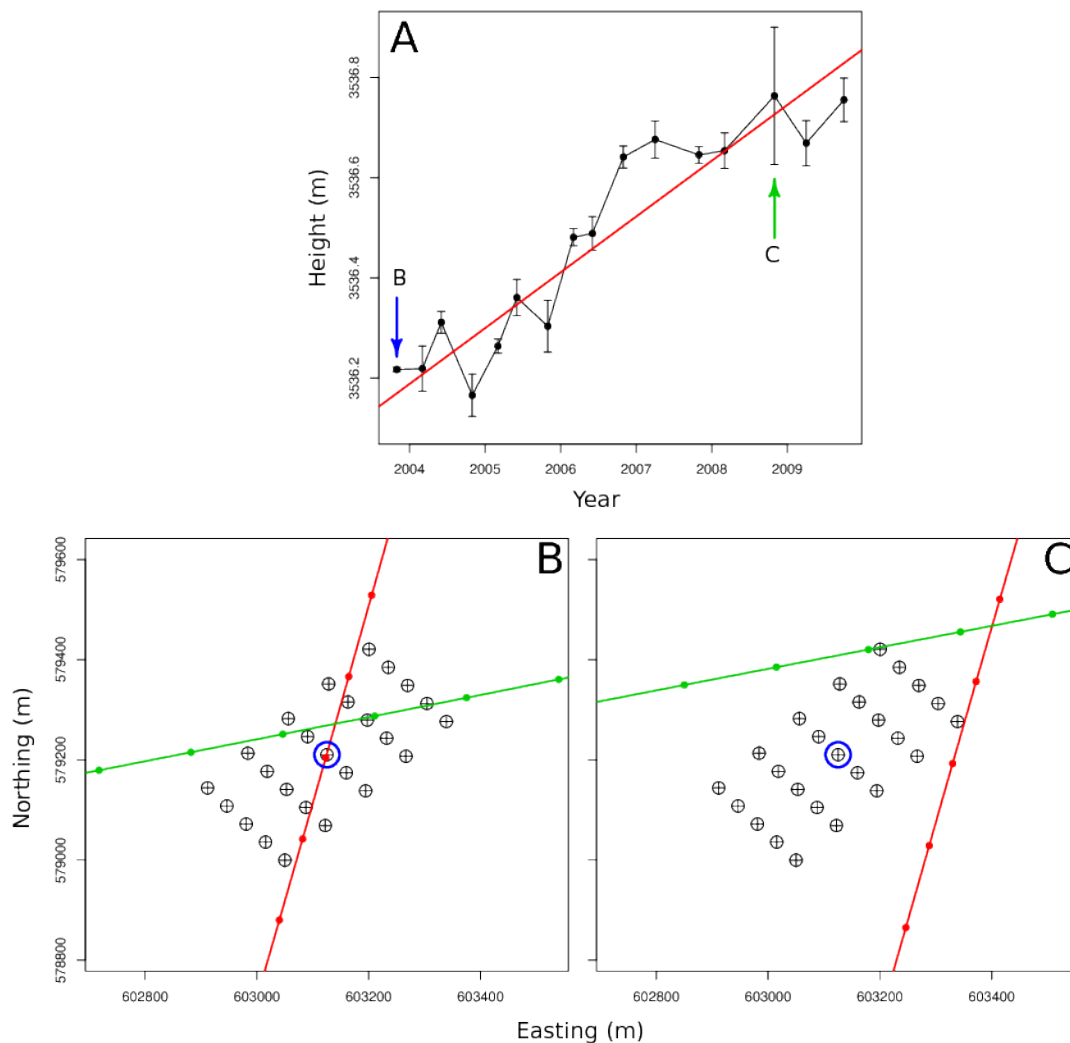 A
3536.8
3536.6
3536.4
3536.2
Height (m)
B
C
2004 2005 2006 2007 2008 2009
Year
B
C
579600
579400
579200
579000
578800
Northing (m)
602800 603000 603200 603400 602800 603000 603200 603400
Easting (m)